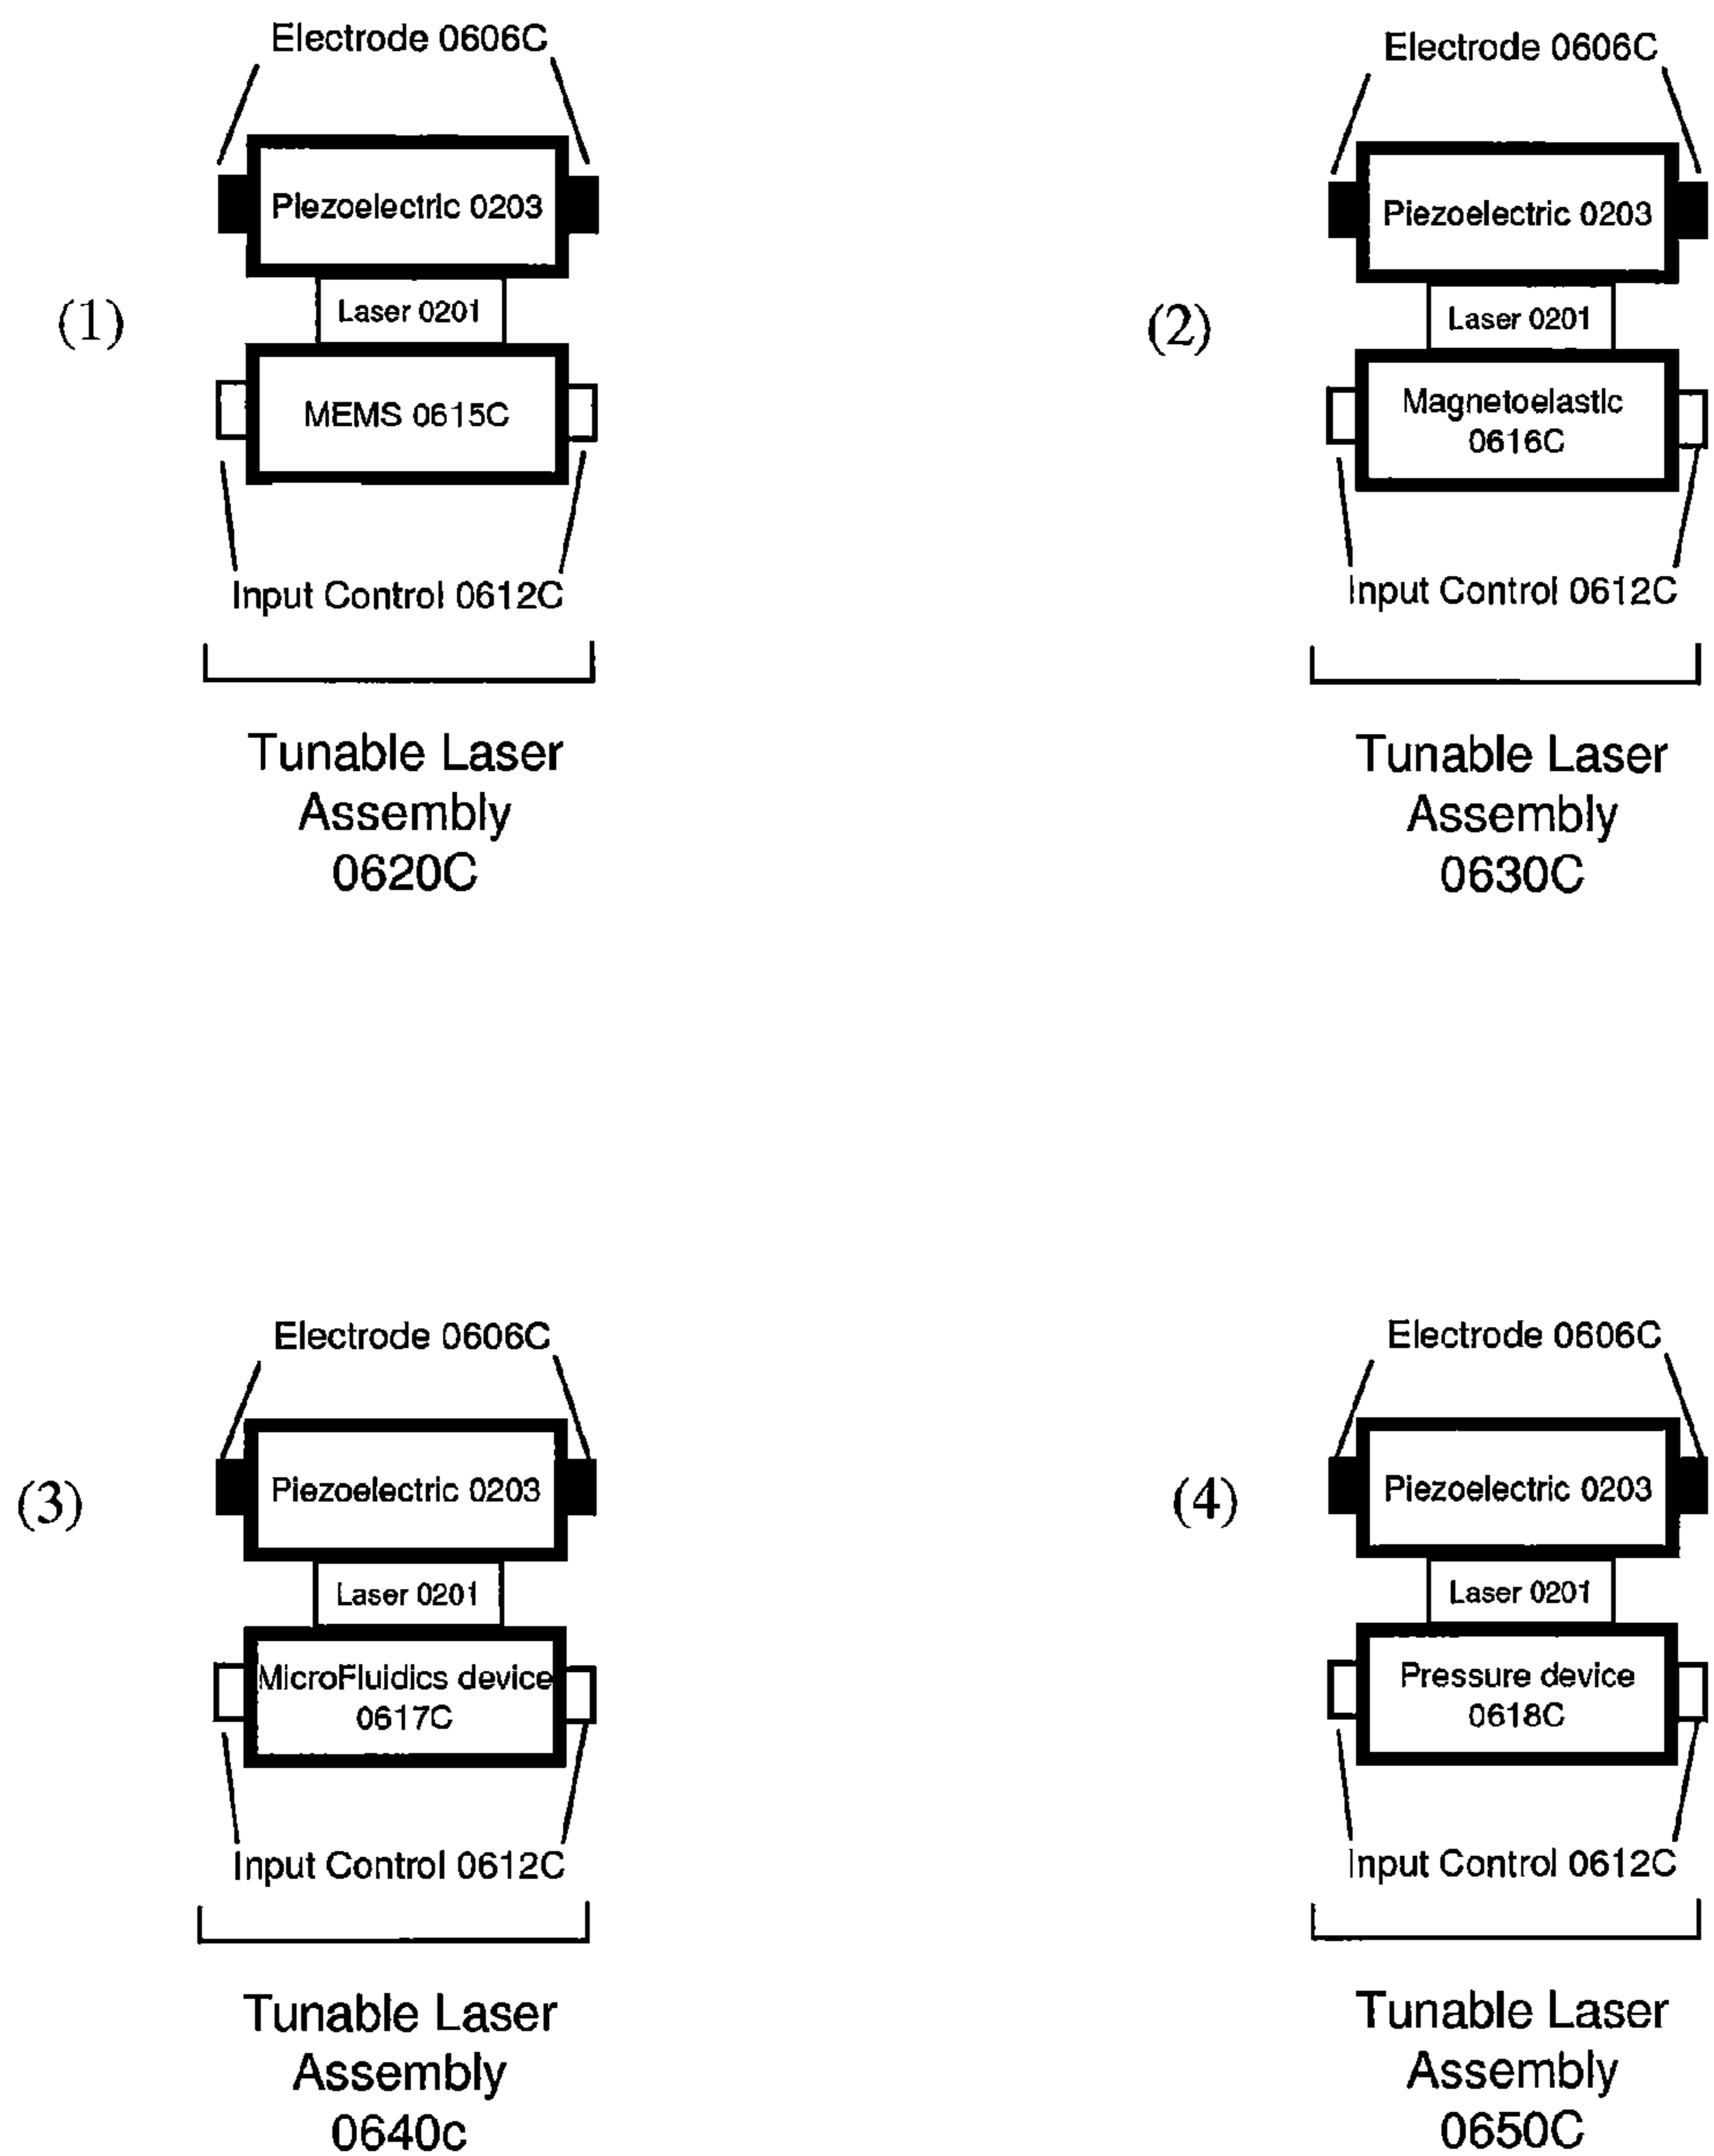 Electrode 0606C
Piezoelectric 0203
Laser 0201
(1)
MEMS 0615C
Input Control 0612C
Tunable Laser
Assembly
0620C
Electrode 0606C
Piezoelectric 0203
Laser 0201
(2)
Magnetoelastic
0616C
Input Control 0612C
Tunable Laser
Assembly
0630C
Electrode 0606C
Piezoelectric 0203
(3)
Laser 0201
MicroFluidics device
0617C
Input Control 0612C
Tunable Laser
Assembly
0640c
Electrode 0606C
Piezoelectric 0203
(4)
Laser 0201
Pressure device
0618C
Input Control 0612C
Tunable Laser
Assembly
0650C